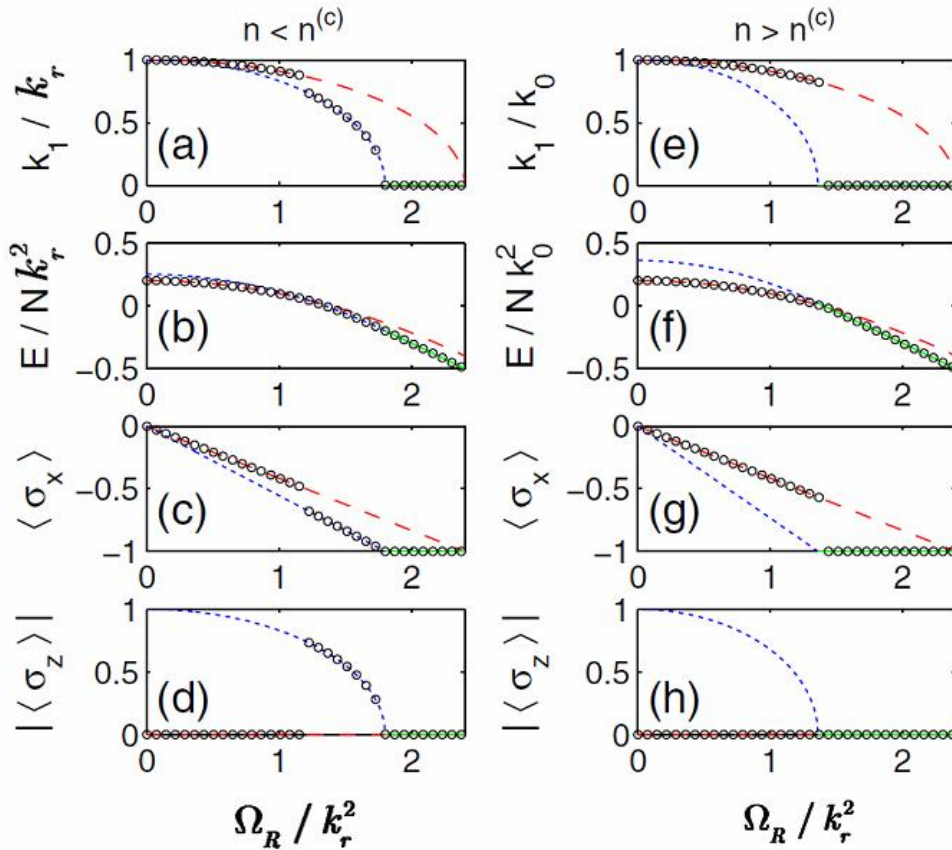 n < n^(c)
n > n^(c)
k_1 / k_r
1
0.5
0
(a)
0
1
2
k_1 / k_0
1
0.5
0
(e)
0
1
2
E / N k_r^2
0.5
0
−0.5
(b)
0
1
2
E / N k_0^2
0.5
0
−0.5
(f)
0
1
2
⟨ σ_x ⟩
0
−0.5
−1
(c)
0
1
2
⟨ σ_x ⟩
0
−0.5
−1
(g)
0
1
2
| ⟨ σ_z ⟩ |
1
0.5
0
(d)
0
1
2
| ⟨ σ_z ⟩ |
1
0.5
0
(h)
0
1
2
Ω_R / k_r^2
Ω_R / k_r^2